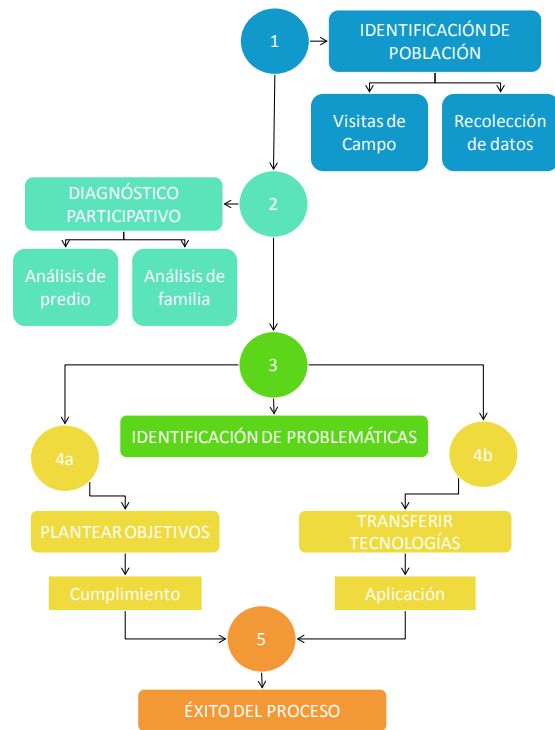 1
IDENTIFICACIÓN DE
POBLACIÓN
Visitas de
Campo
Recolección
de datos
2
DIAGNÓSTICO
PARTICIPATIVO
Análisis de
predio
Análisis de
familia
3
IDENTIFICACIÓN DE PROBLEMÁTICAS
4a
4b
PLANTEAR OBJETIVOS
TRANSFERIR
TECNOLOGÍAS
Cumplimiento
Aplicación
5
ÉXITO DEL PROCESO